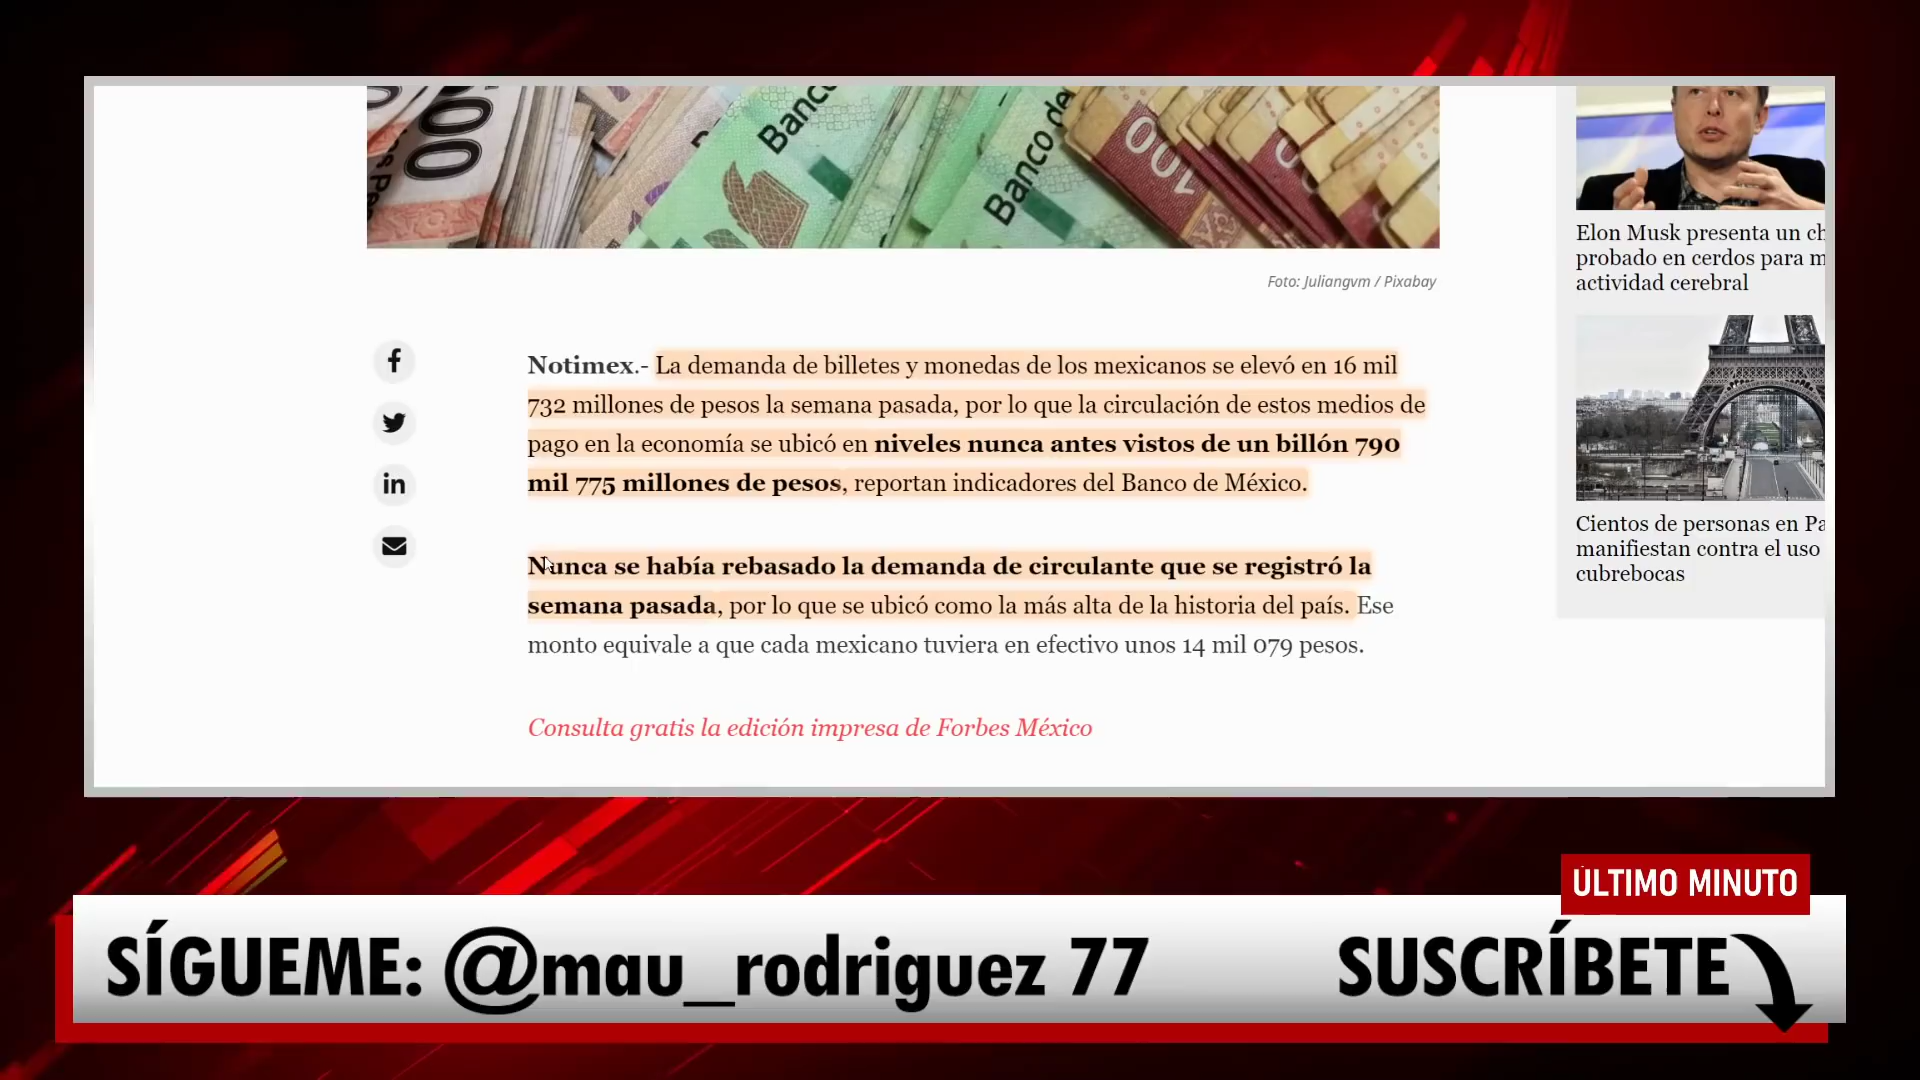 00
Banco
Banco de
100
Foto: Juliangvm / Pixabay
Notimex.- La demanda de billetes y monedas de los mexicanos se elevó en 16 mil
732 millones de pesos la semana pasada, por lo que la circulación de estos medios de
pago en la economía se ubicó en niveles nunca antes vistos de un billón 790
mil 775 millones de pesos, reportan indicadores del Banco de México.
Nunca se había rebasado la demanda de circulante que se registró la
semana pasada, por lo que se ubicó como la más alta de la historia del país. Ese
monto equivale a que cada mexicano tuviera en efectivo unos 14 mil 079 pesos.
Consulta gratis la edición impresa de Forbes México
Elon Musk presenta un ch
probado en cerdos para m
actividad cerebral
Cientos de personas en Pa
manifiestan contra el uso
cubrebocas
ÚLTIMO MINUTO
SÍGUEME: @mau_rodriguez 77
SUSCRÍBETE